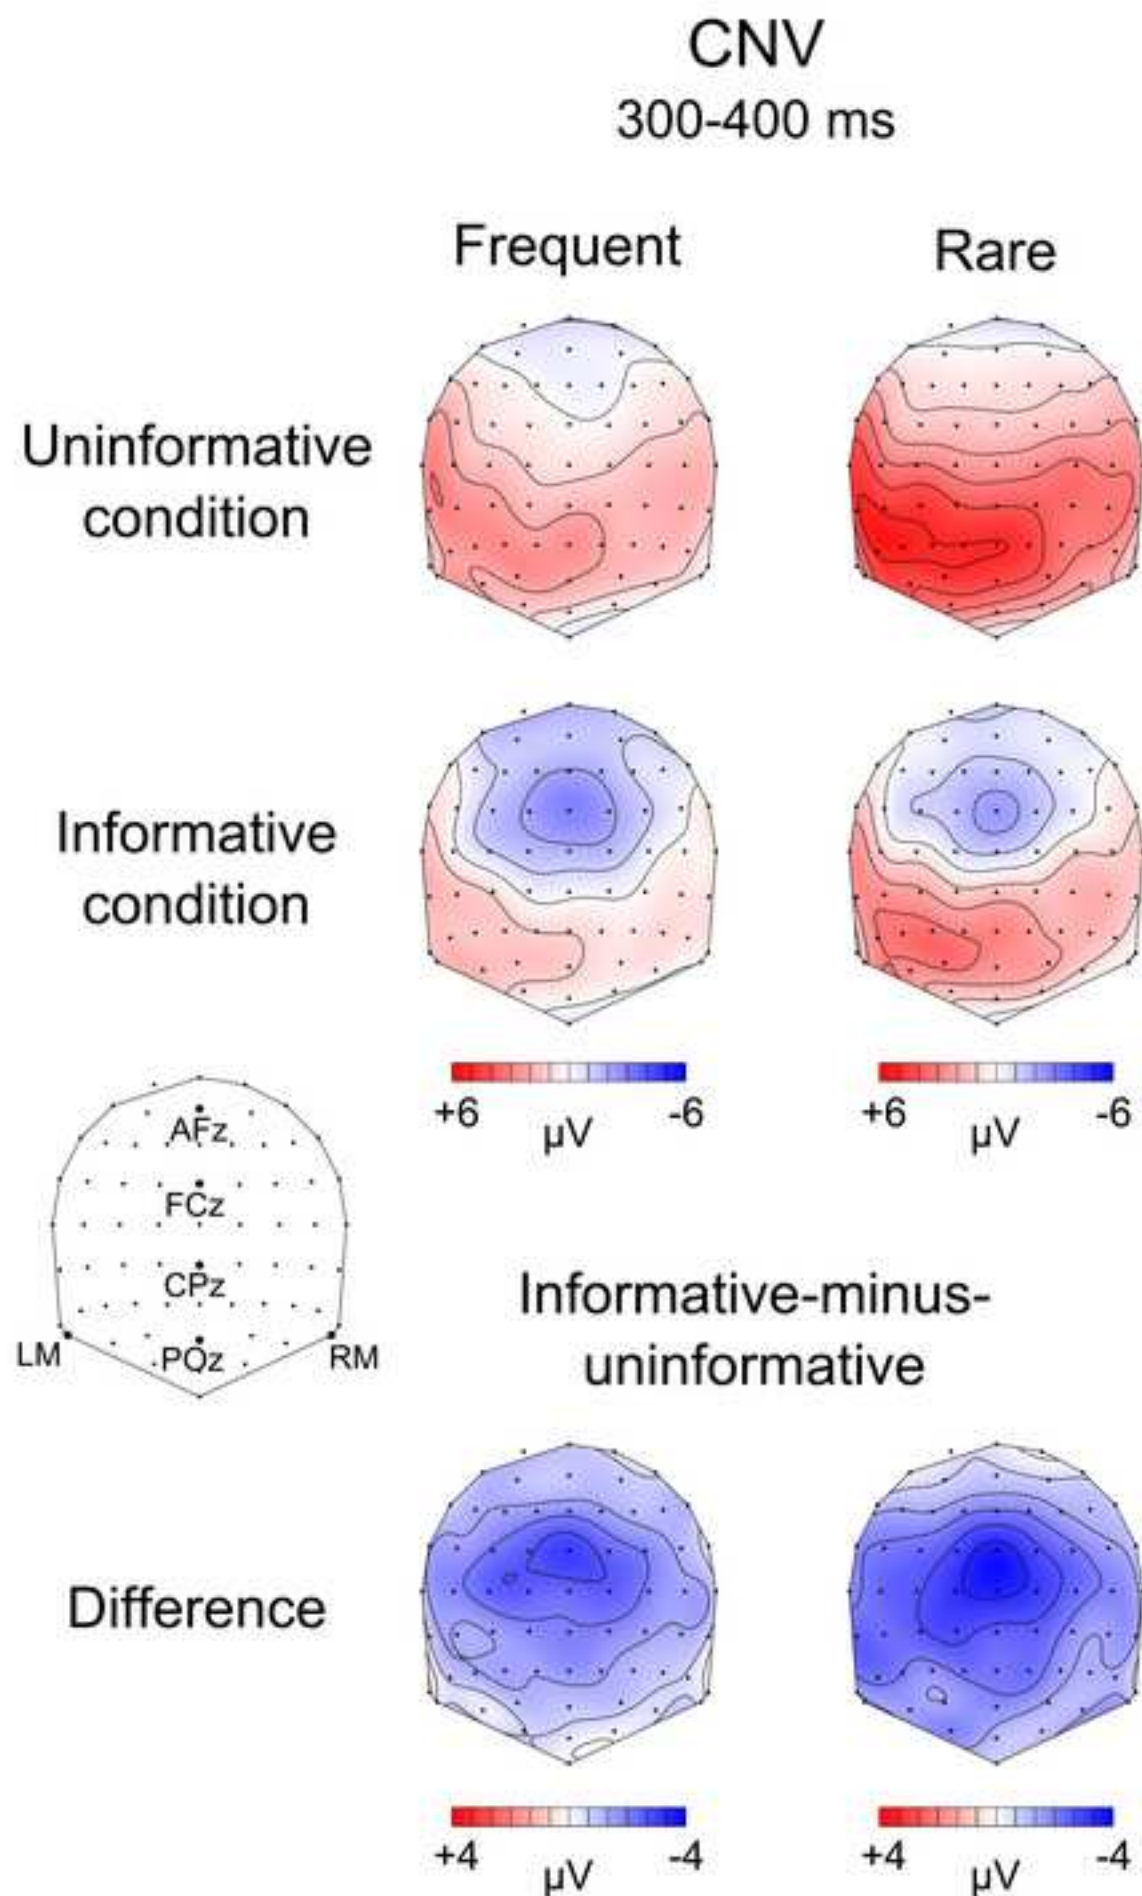 CNV
300-400 ms
Frequent
Rare
Uninformative
condition
Informative
condition
+6
-6
µV
+6
-6
µV
AFz
FCz
CPz
LM
POz
RM
Informative-minus-
uninformative
Difference
+4
-4
µV
+4
-4
µV